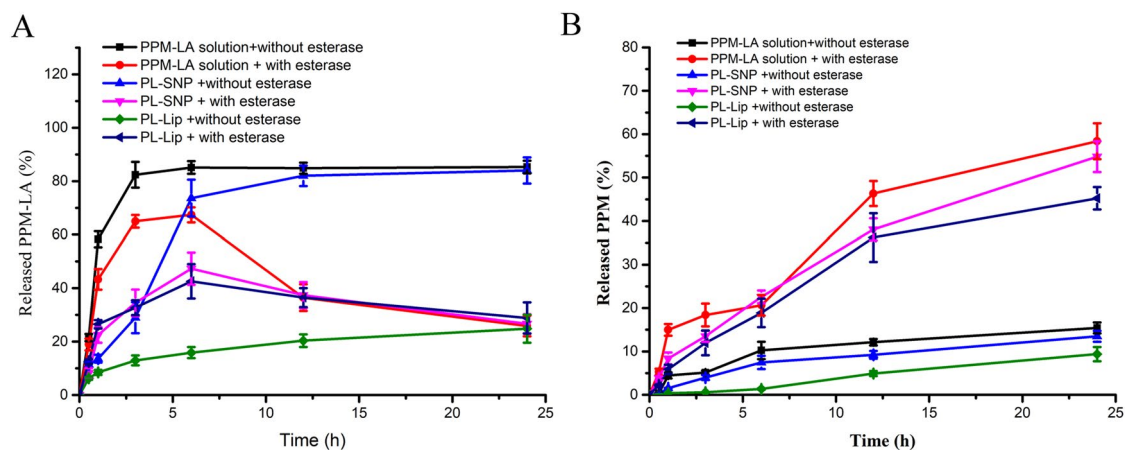 A
PPM-LA solution+without esterase
PPM-LA solution + with esterase
PL-SNP +without esterase
PL-SNP + with esterase
PL-Lip +without esterase
PL-Lip + with esterase
Released PPM-LA (%)
120
100
80
60
40
20
0
0 5 10 15 20 25
Time (h)
B
PPM-LA solution+without esterase
PPM-LA solution + with esterase
PL-SNP +without esterase
PL-SNP + with esterase
PL-Lip +without esterase
PL-Lip + with esterase
Released PPM (%)
80
70
60
50
40
30
20
10
0
0 5 10 15 20 25
Time (h)